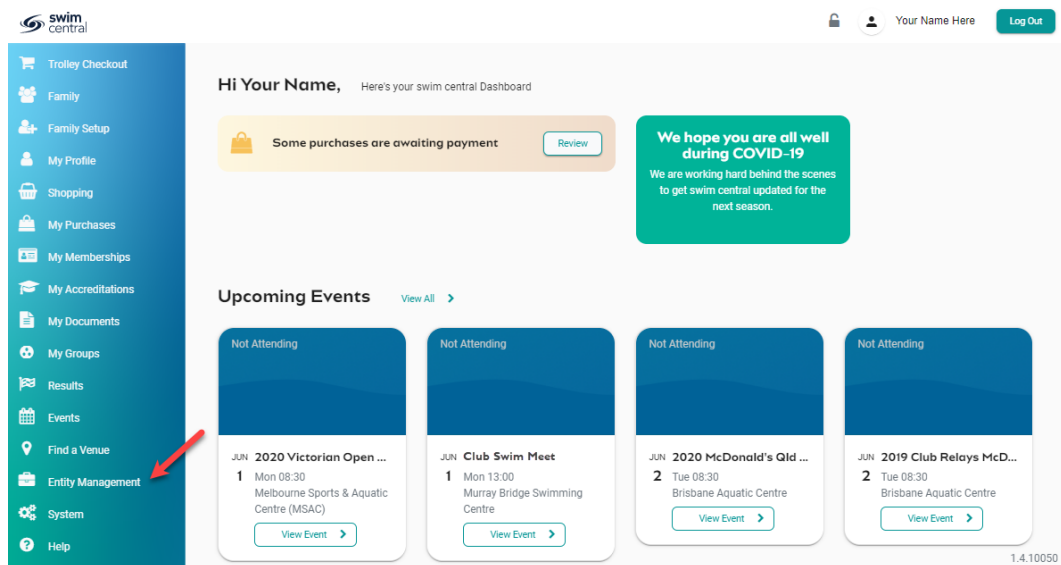 swim
central
Your Name Here
Log Out
Trolley Checkout
Family
Family Setup
My Profile
Shopping
My Purchases
My Memberships
My Accreditations
My Documents
My Groups
Results
Events
Find a Venue
Entity Management
System
Help
Hi Your Name, Here's your swim central Dashboard
Some purchases are awaiting payment
Review
We hope you are all well
during COVID-19
We are working hard behind the scenes
to get swim central updated for the
next season.
Upcoming Events View All
Not Attending
JUN 2020 Victorian Open ...
1 Mon 08:30
Melbourne Sports & Aquatic
Centre (MSAC)
View Event
Not Attending
JUN Club Swim Meet
1 Mon 13:00
Murray Bridge Swimming
Centre
View Event
Not Attending
JUN 2020 McDonald's Qld ...
2 Tue 08:30
Brisbane Aquatic Centre
View Event
Not Attending
JUN 2019 Club Relays McD...
2 Tue 08:30
Brisbane Aquatic Centre
View Event
1.4.10050